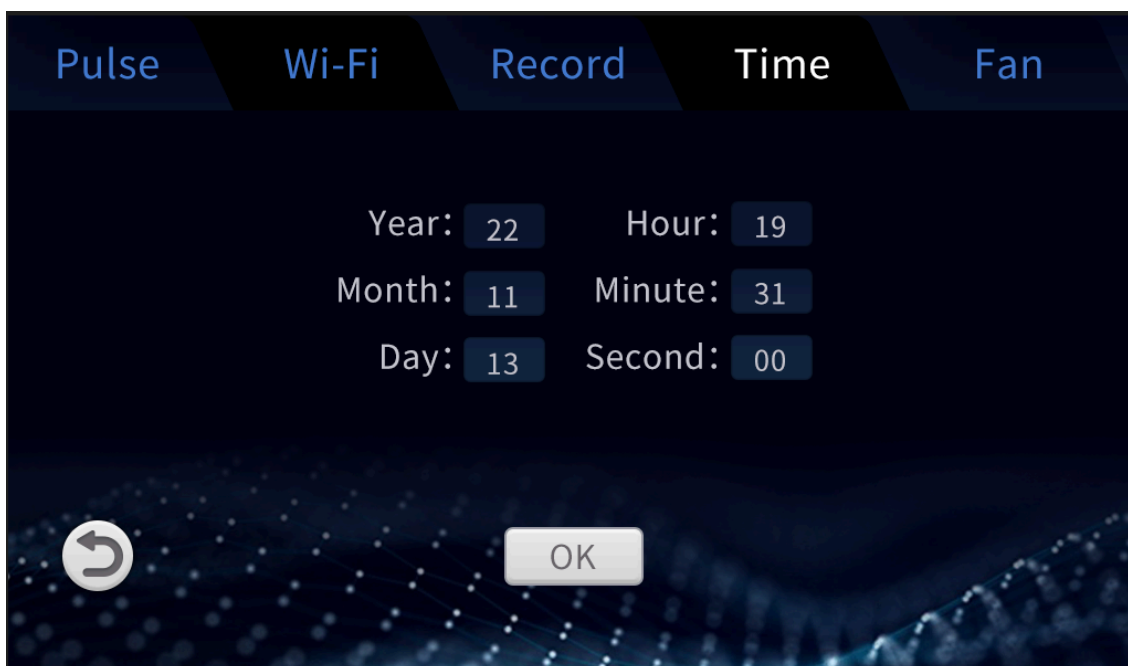 Pulse Wi-Fi Record Time Fan
Year: 22 Hour: 19
Month: 11 Minute: 31
Day: 13 Second: 00
OK